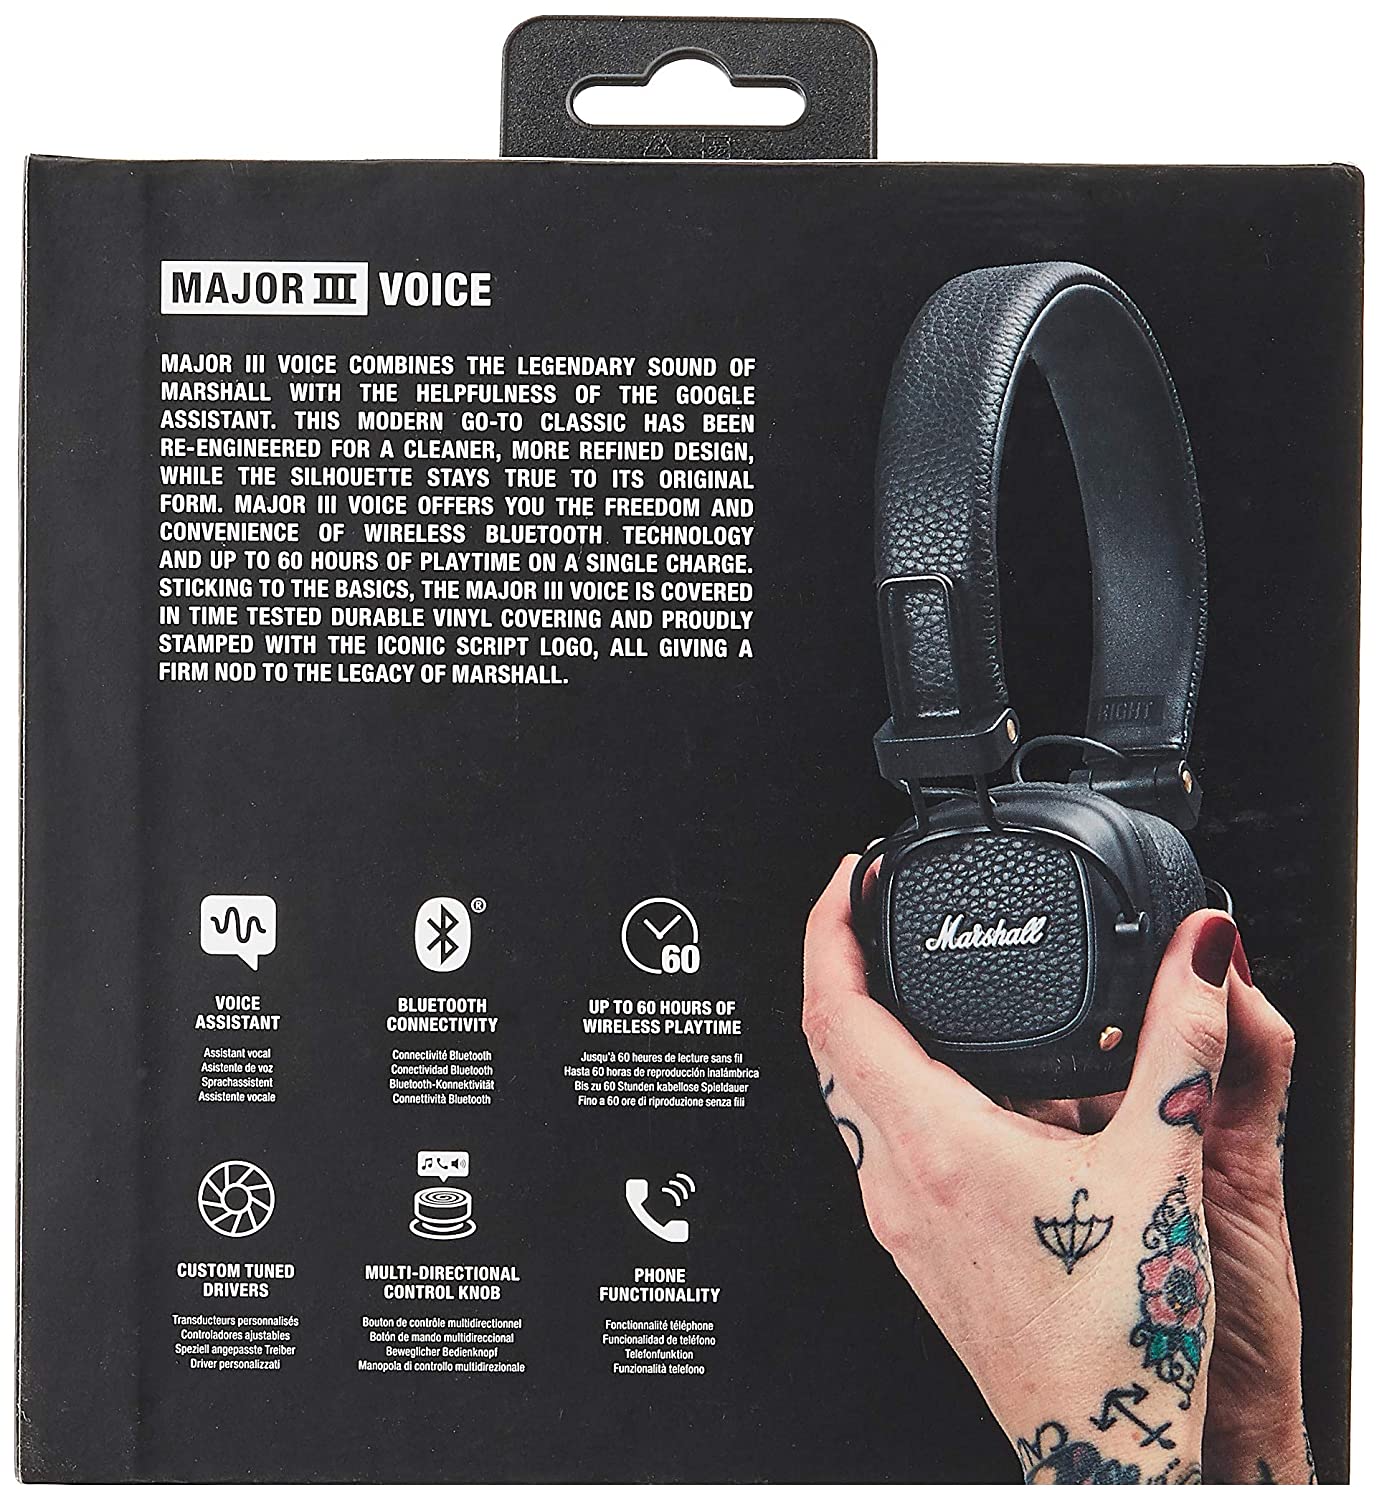 MAJOR III VOICE
MAJOR III VOICE COMBINES THE LEGENDARY SOUND OF
MARSHALL WITH THE HELPFULNESS OF THE GOOGLE
ASSISTANT. THIS MODERN GO-TO CLASSIC HAS BEEN
RE-ENGINEERED FOR A CLEANER, MORE REFINED DESIGN,
WHILE THE SILHOUETTE STAYS TRUE TO ITS ORIGINAL
FORM. MAJOR III VOICE OFFERS YOU THE FREEDOM AND
CONVENIENCE OF WIRELESS BLUETOOTH TECHNOLOGY
AND UP TO 60 HOURS OF PLAYTIME ON A SINGLE CHARGE.
STICKING TO THE BASICS, THE MAJOR III VOICE IS COVERED
IN TIME TESTED DURABLE VINYL COVERING AND PROUDLY
STAMPED WITH THE ICONIC SCRIPT LOGO, ALL GIVING A
FIRM NOD TO THE LEGACY OF MARSHALL.
RIGHT
Marshall
VOICE
ASSISTANT
Assistant vocal
Asistente de voz
Sprachassistent
Assistente vocale
®
BLUETOOTH
CONNECTIVITY
Connectivité Bluetooth
Conectividad Bluetooth
Bluetooth-Konnektivität
Connettività Bluetooth
60
UP TO 60 HOURS OF
WIRELESS PLAYTIME
Jusqu'à 60 heures de lecture sans fil
Hasta 60 horas de reproducción inalámbrica
Bis zu 60 Stunden kabellose Spieldauer
Fino a 60 ore di riproduzione senza fili
CUSTOM TUNED
DRIVERS
Transducteurs personnalisés
Controladores ajustables
Speziell angepasste Treiber
Driver personalizzati
MULTI-DIRECTIONAL
CONTROL KNOB
Bouton de contrôle multidirectionnel
Botón de mando multidireccional
Beweglicher Bedienknopf
Manopola di controllo multidirezionale
PHONE
FUNCTIONALITY
Fonctionnalité téléphone
Funcionalidad de teléfono
Telefonfunktion
Funzionalità telefono